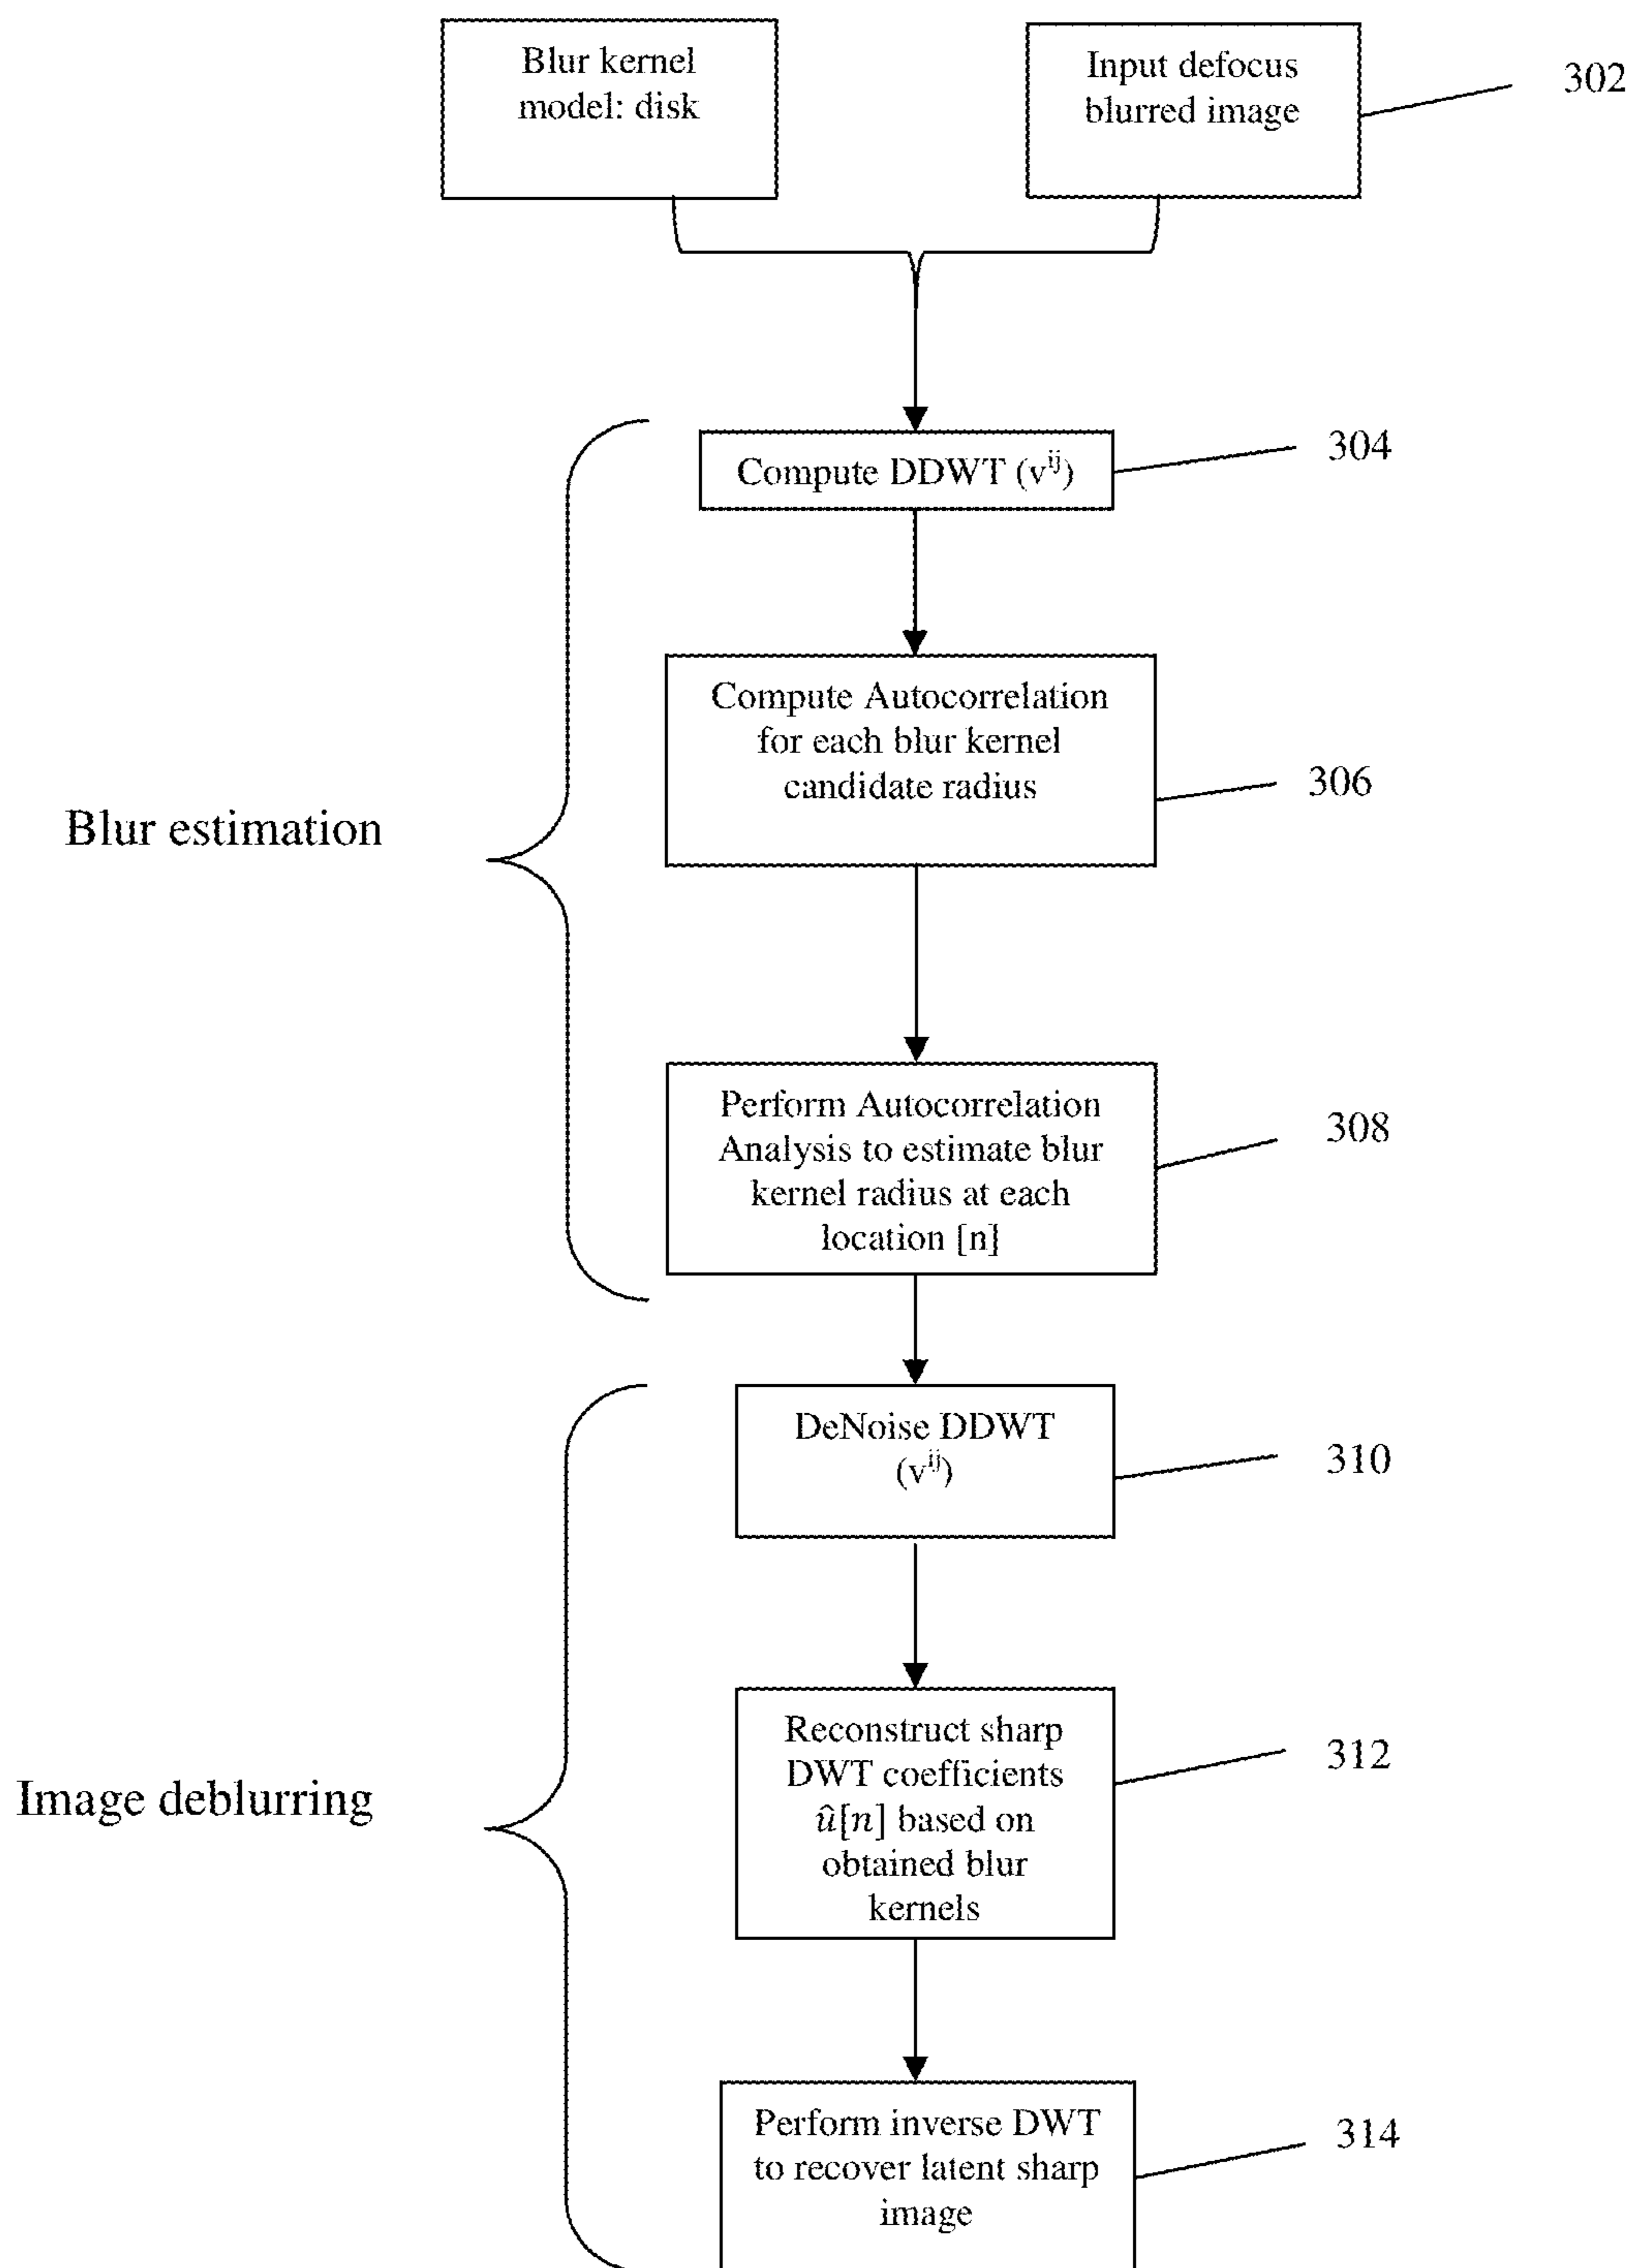 Blur kernel
model: disk
Input defocus
blurred image
302
Compute DDWT (vⁱʲ)
304
Compute Autocorrelation
for each blur kernel
candidate radius
306
Blur estimation
Perform Autocorrelation
Analysis to estimate blur
kernel radius at each
location [n]
308
DeNoise DDWT
(vⁱʲ)
310
Reconstruct sharp
DWT coefficients
û[n] based on
obtained blur
kernels
312
Image deblurring
Perform inverse DWT
to recover latent sharp
image
314